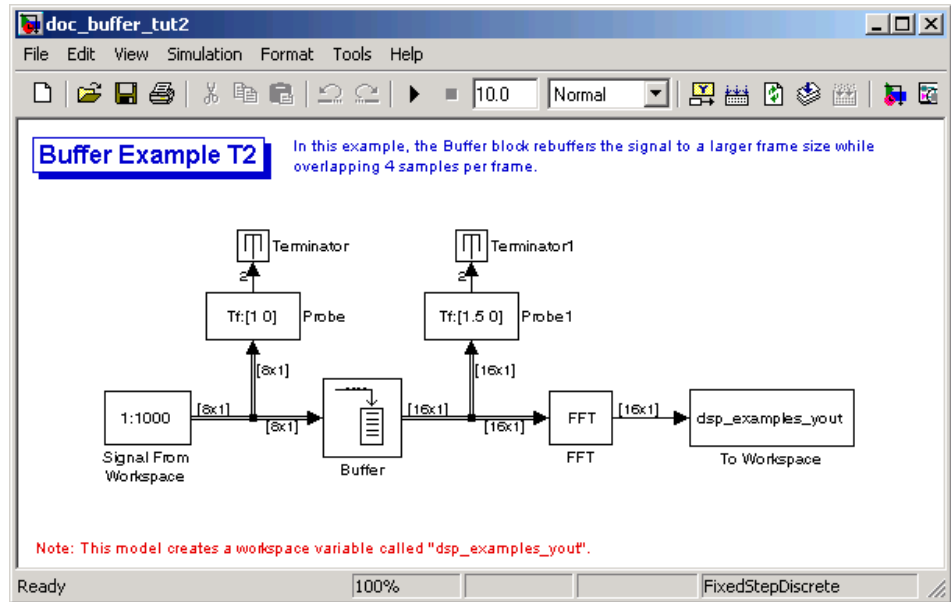 doc_buffer_tut2
File Edit View Simulation Format Tools Help
10.0 Normal
Buffer Example T2
In this example, the Buffer block rebuffers the signal to a larger frame size while
overlapping 4 samples per frame.
Terminator
Terminator1
2
2
Tf:[1 0]
Probe
Tf:[1.5 0]
Probe1
[8x1]
[16x1]
1:1000
[8x1]
[8x1]
[16x1]
[16x1]
FFT
[16x1]
dsp_examples_yout
Signal From
Workspace
Buffer
FFT
To Workspace
Note: This model creates a workspace variable called "dsp_examples_yout".
Ready
100%
FixedStepDiscrete